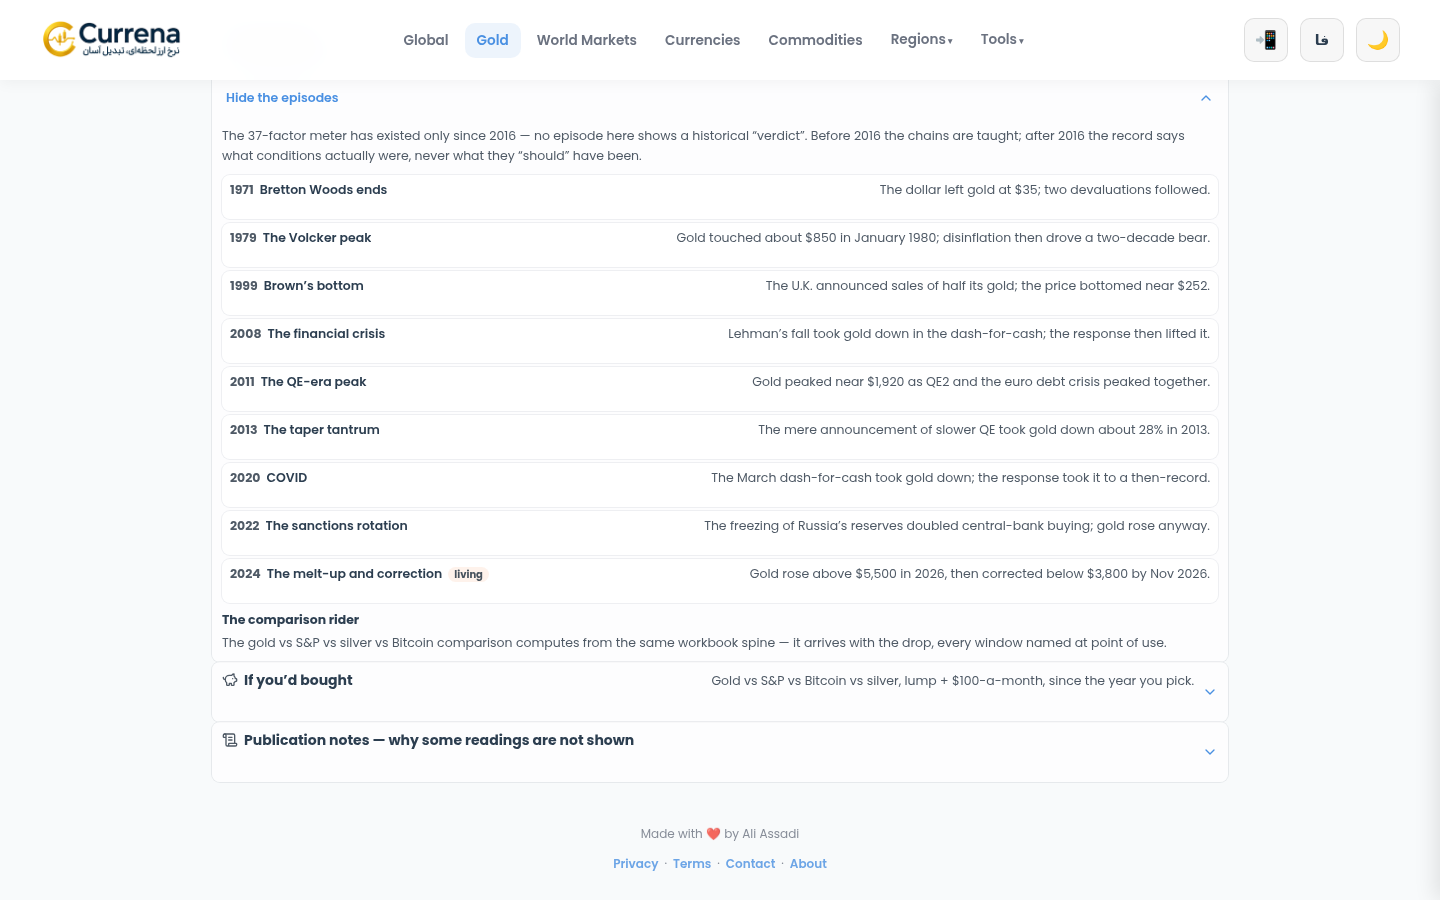 Currena
نرخ ارز لحظه‌ای، تبدیل آسان
Global
Gold
World Markets
Currencies
Commodities
Regions ▾
Tools ▾
فا
Hide the episodes
The 37-factor meter has existed only since 2016 — no episode here shows a historical “verdict”. Before 2016 the chains are taught; after 2016 the record says
what conditions actually were, never what they “should” have been.
1971 Bretton Woods ends The dollar left gold at $35; two devaluations followed.
1979 The Volcker peak Gold touched about $850 in January 1980; disinflation then drove a two-decade bear.
1999 Brown’s bottom The U.K. announced sales of half its gold; the price bottomed near $252.
2008 The financial crisis Lehman’s fall took gold down in the dash-for-cash; the response then lifted it.
2011 The QE-era peak Gold peaked near $1,920 as QE2 and the euro debt crisis peaked together.
2013 The taper tantrum The mere announcement of slower QE took gold down about 28% in 2013.
2020 COVID The March dash-for-cash took gold down; the response took it to a then-record.
2022 The sanctions rotation The freezing of Russia’s reserves doubled central-bank buying; gold rose anyway.
2024 The melt-up and correction living Gold rose above $5,500 in 2026, then corrected below $3,800 by Nov 2026.
The comparison rider
The gold vs S&P vs silver vs Bitcoin comparison computes from the same workbook spine — it arrives with the drop, every window named at point of use.
If you’d bought Gold vs S&P vs Bitcoin vs silver, lump + $100-a-month, since the year you pick.
Publication notes — why some readings are not shown
Made with ❤️ by Ali Assadi
Privacy · Terms · Contact · About